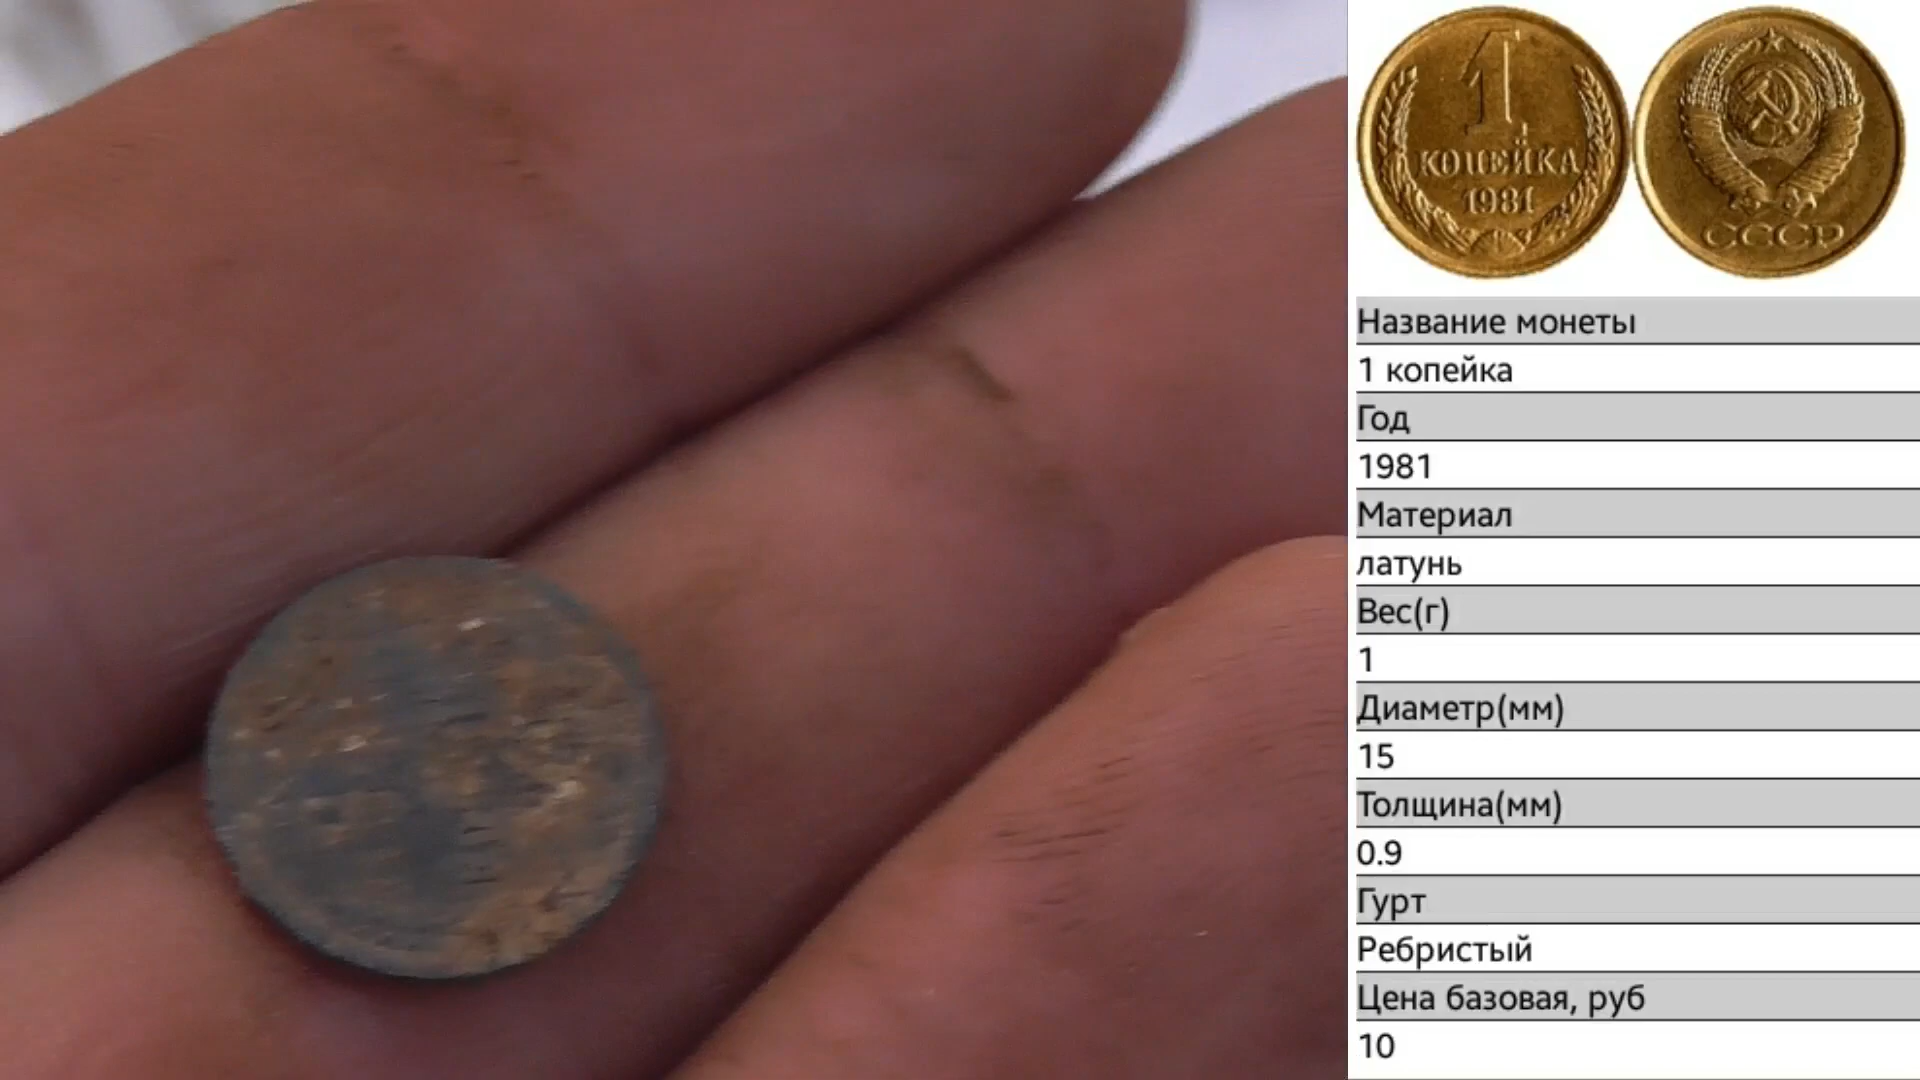 1
КОПЕЙКА
1981
СССР
Название монеты
1 копейка
Год
1981
Материал
латунь
Вес(г)
1
Диаметр(мм)
15
Толщина(мм)
0.9
Гурт
Ребристый
Цена базовая, руб
10